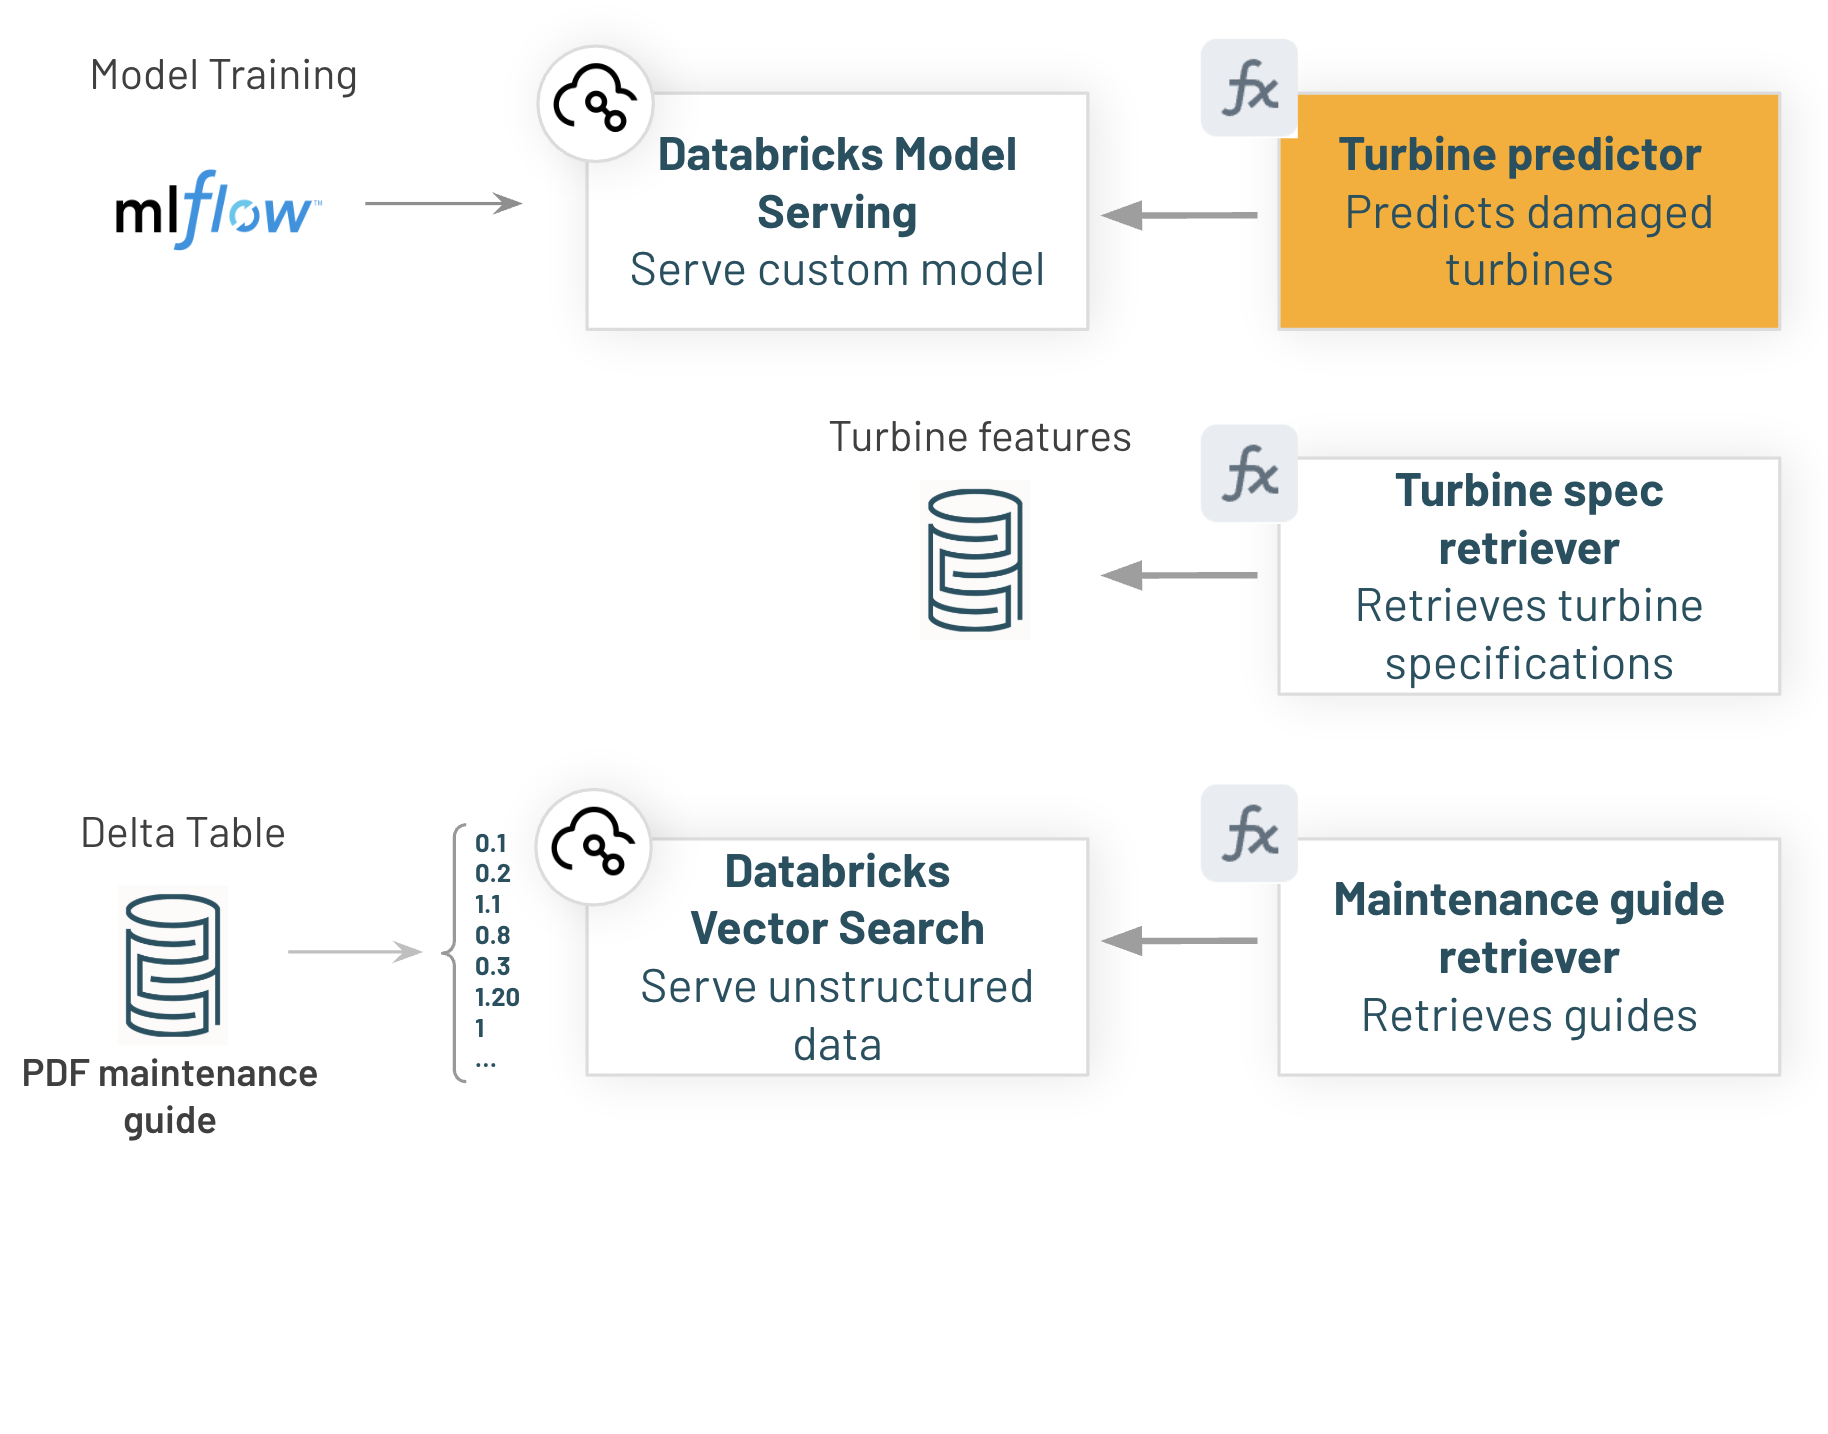 Model Training
mlflow™
Databricks Model
Serving
Serve custom model
fx
Turbine predictor
Predicts damaged
turbines
Turbine features
fx
Turbine spec
retriever
Retrieves turbine
specifications
Delta Table
PDF maintenance
guide
0.1
0.2
1.1
0.8
0.3
1.20
1
...
Databricks
Vector Search
Serve unstructured
data
fx
Maintenance guide
retriever
Retrieves guides